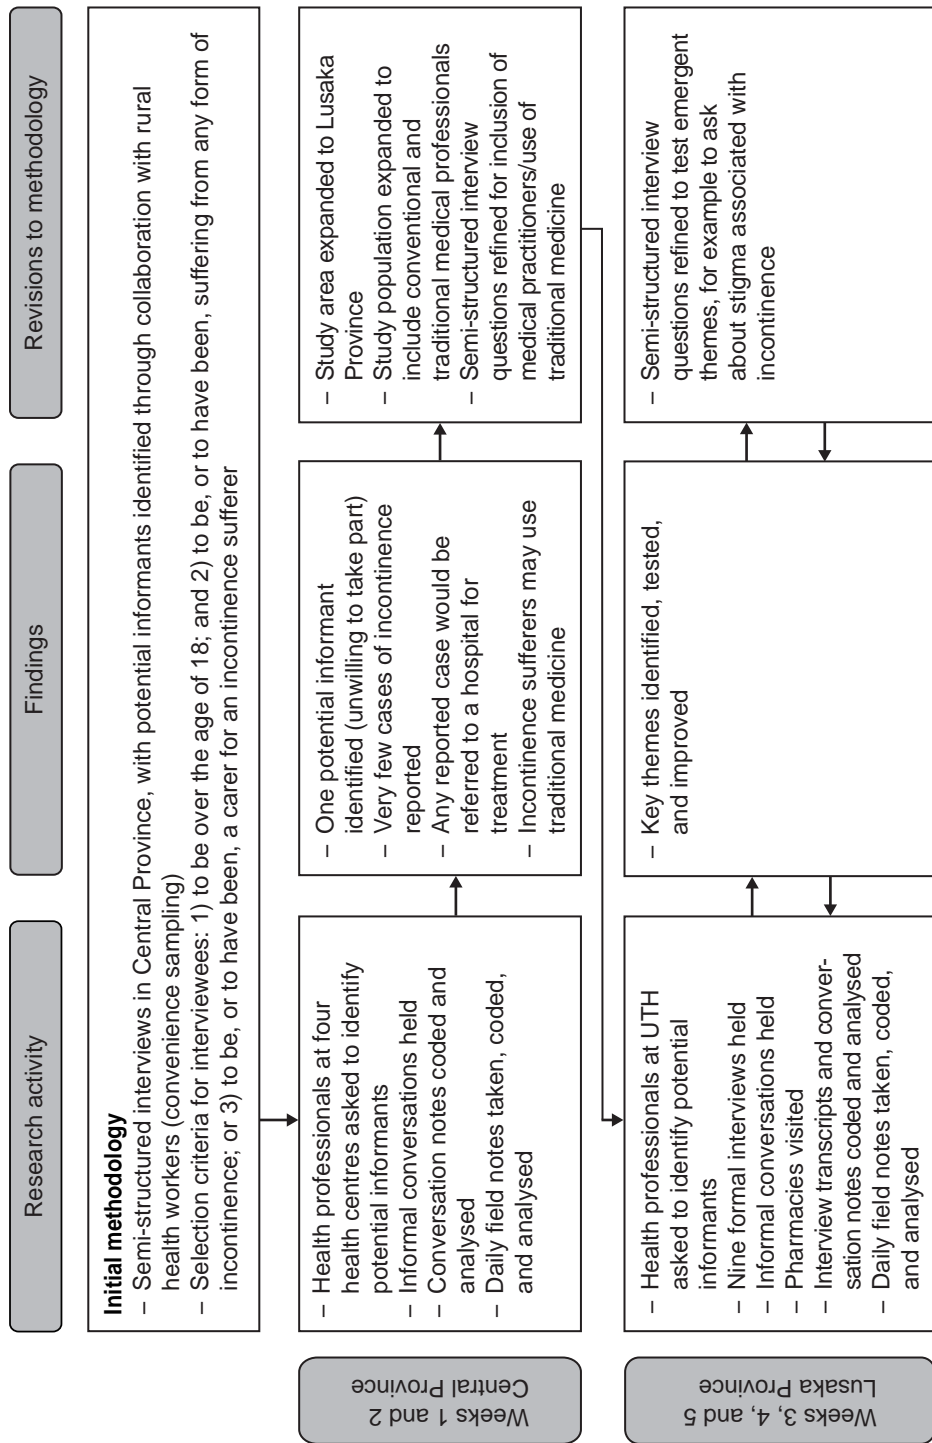 Research activity
Findings
Revisions to methodology
Initial methodology
– Semi-structured interviews in Central Province, with potential informants identified through collaboration with rural
health workers (convenience sampling)
– Selection criteria for interviewees: 1) to be over the age of 18; and 2) to be, or to have been, suffering from any form of
incontinence; or 3) to be, or to have been, a carer for an incontinence sufferer
Weeks 1 and 2
Central Province
– Health professionals at four
health centres asked to identify
potential informants
– Informal conversations held
– Conversation notes coded and
analysed
– Daily field notes taken, coded,
and analysed
– One potential informant
identified (unwilling to take part)
– Very few cases of incontinence
reported
– Any reported case would be
referred to a hospital for
treatment
– Incontinence sufferers may use
traditional medicine
– Study area expanded to Lusaka
Province
– Study population expanded to
include conventional and
traditional medical professionals
– Semi-structured interview
questions refined for inclusion of
medical practitioners/use of
traditional medicine
Weeks 3, 4, and 5
Lusaka Province
– Health professionals at UTH
asked to identify potential
informants
– Nine formal interviews held
– Informal conversations held
– Pharmacies visited
– Interview transcripts and conver-
sation notes coded and analysed
– Daily field notes taken, coded,
and analysed
– Key themes identified, tested,
and improved
– Semi-structured interview
questions refined to test emergent
themes, for example to ask
about stigma associated with
incontinence